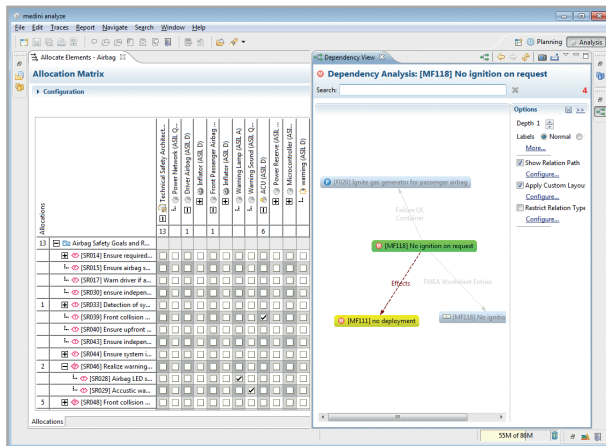 medini analyze
File Edit Traces Report Navigate Search Window Help
Planning Analysis
Allocate Elements - Airbag
Allocation Matrix
Configuration
Allocations
Technical Safety Architect...
Power Network (ASIL Q...
Driver Airbag (ASIL D)
Inflator (ASIL D)
Front Passenger Airbag ...
Inflator (ASIL D)
Warning Lamp (ASIL A)
Warning Sound (ASIL Q...
ACU (ASIL D)
Power Reserve (ASIL ...
Microcontroller (ASI...
warning (ASIL D)
13 1 1 6
13 Airbag Safety Goals and R...
[SR014] Ensure required...
[SR015] Ensure airbag s...
[SR017] Warn driver if a...
[SR030] ensure indepen...
1 [SR033] Detection of sy...
[SR039] Front collision ...
[SR040] Ensure upfront ...
[SR043] Ensure indepen...
[SR044] Ensure system i...
2 [SR046] Realize warning...
[SR028] Airbag LED s...
[SR029] Accustic wa...
5 [SR048] Front collision ...
Allocations
Dependency View
Dependency Analysis: [MF118] No ignition on request
Search: 4
[F020] Ignite gas generator for passenger airbag
Failure Of,
Container
[MF118] No ignition on request
Effects
FMEA Worksheet Entries
[MF111] no deployment
[MF118] No ignitio
Options
Depth 1
Labels Normal
More...
Show Relation Path
Configure...
Apply Custom Layou
Configure...
Restrict Relation Type
Configure...
55M of 80M